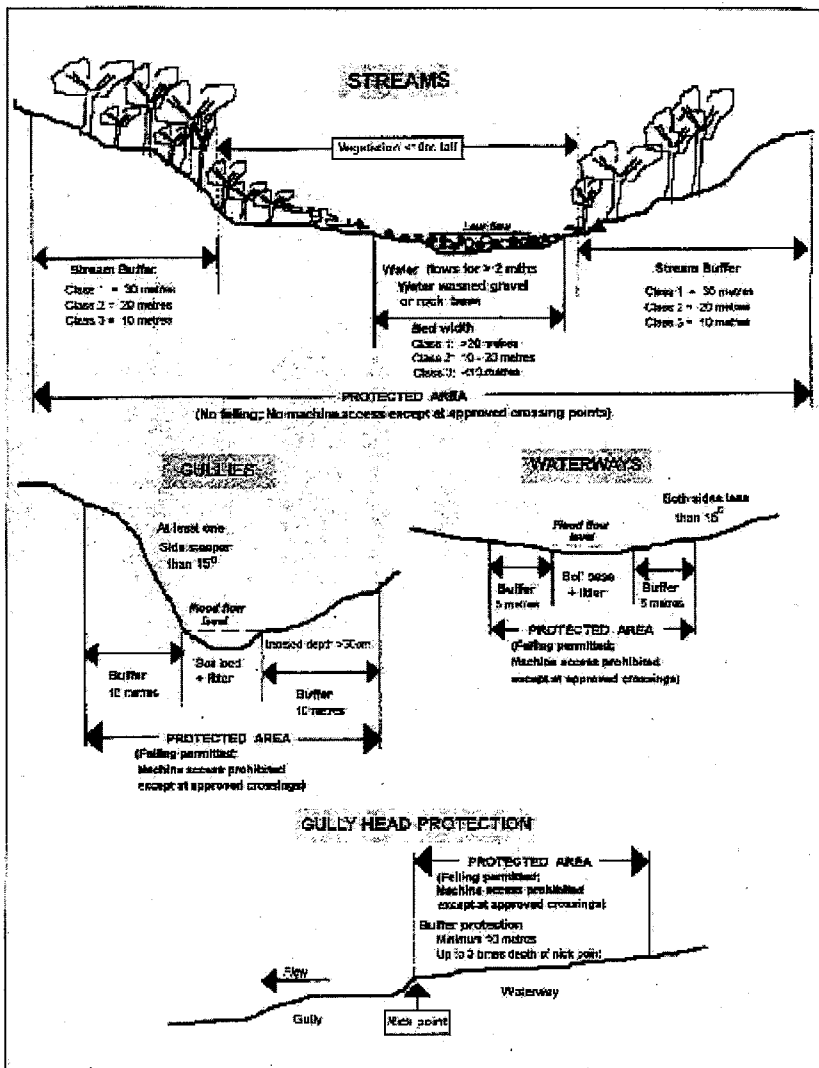 STREAMS
Vegetation tall
Low flow
Stream Buffer
Class 1 = 30 metres
Class 2 = 20 metres
Class 3 = 10 metres
Water flows for > 2 mths
Water washed gravel
or rock base
Bed width
Class 1: >20 metres
Class 2: 10 - 20 metres
Class 3: <10 metres
Stream Buffer
Class 1 = 30 metres
Class 2 = 20 metres
Class 3 = 10 metres
PROTECTED AREA
(No felling; No machine access except at approved crossing points)
GULLIES
At least one
Side steeper
than 15°
Flood flow
level
Incised depth >30cm
Soil bed
+ litter
Buffer
10 metres
Buffer
10 metres
PROTECTED AREA
(Felling permitted;
Machine access prohibited
except at approved crossings)
WATERWAYS
Both sides less
than 15°
Flood flow
level
Soil base
+ litter
Buffer
5 metres
Buffer
5 metres
PROTECTED AREA
(Felling permitted;
Machine access prohibited
except at approved crossings)
GULLY HEAD PROTECTION
PROTECTED AREA
(Felling permitted;
Machine access prohibited
except at approved crossings)
Buffer protection
Minimum 10 metres
Up to 3 times depth of nick point
Flow
Waterway
Gully
Nick point